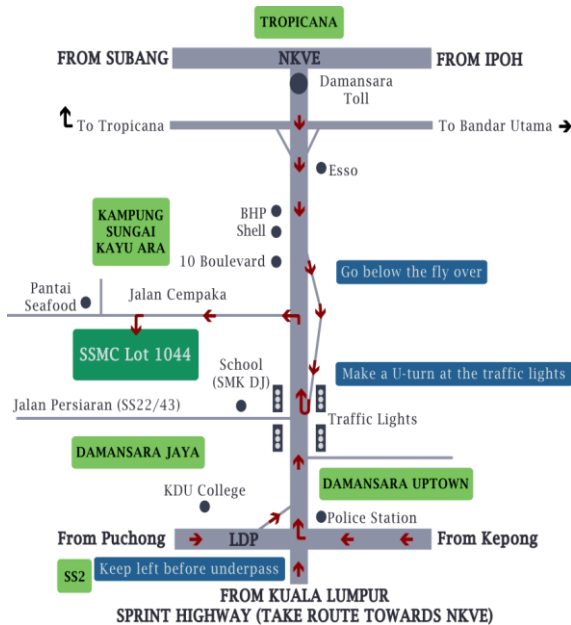 TROPICANA
FROM SUBANG
NKVE
FROM IPOH
Damansara
Toll
To Tropicana
To Bandar Utama
Esso
KAMPUNG
SUNGAI
KAYU ARA
BHP
Shell
10 Boulevard
Go below the fly over
Pantai
Seafood
Jalan Cempaka
SSMC Lot 1044
School
(SMK DJ)
Make a U-turn at the traffic lights
Jalan Persiaran (SS22/43)
Traffic Lights
DAMANSARA JAYA
KDU College
DAMANSARA UPTOWN
Police Station
From Puchong
LDP
From Kepong
SS2
Keep left before underpass
FROM KUALA LUMPUR
SPRINT HIGHWAY (TAKE ROUTE TOWARDS NKVE)